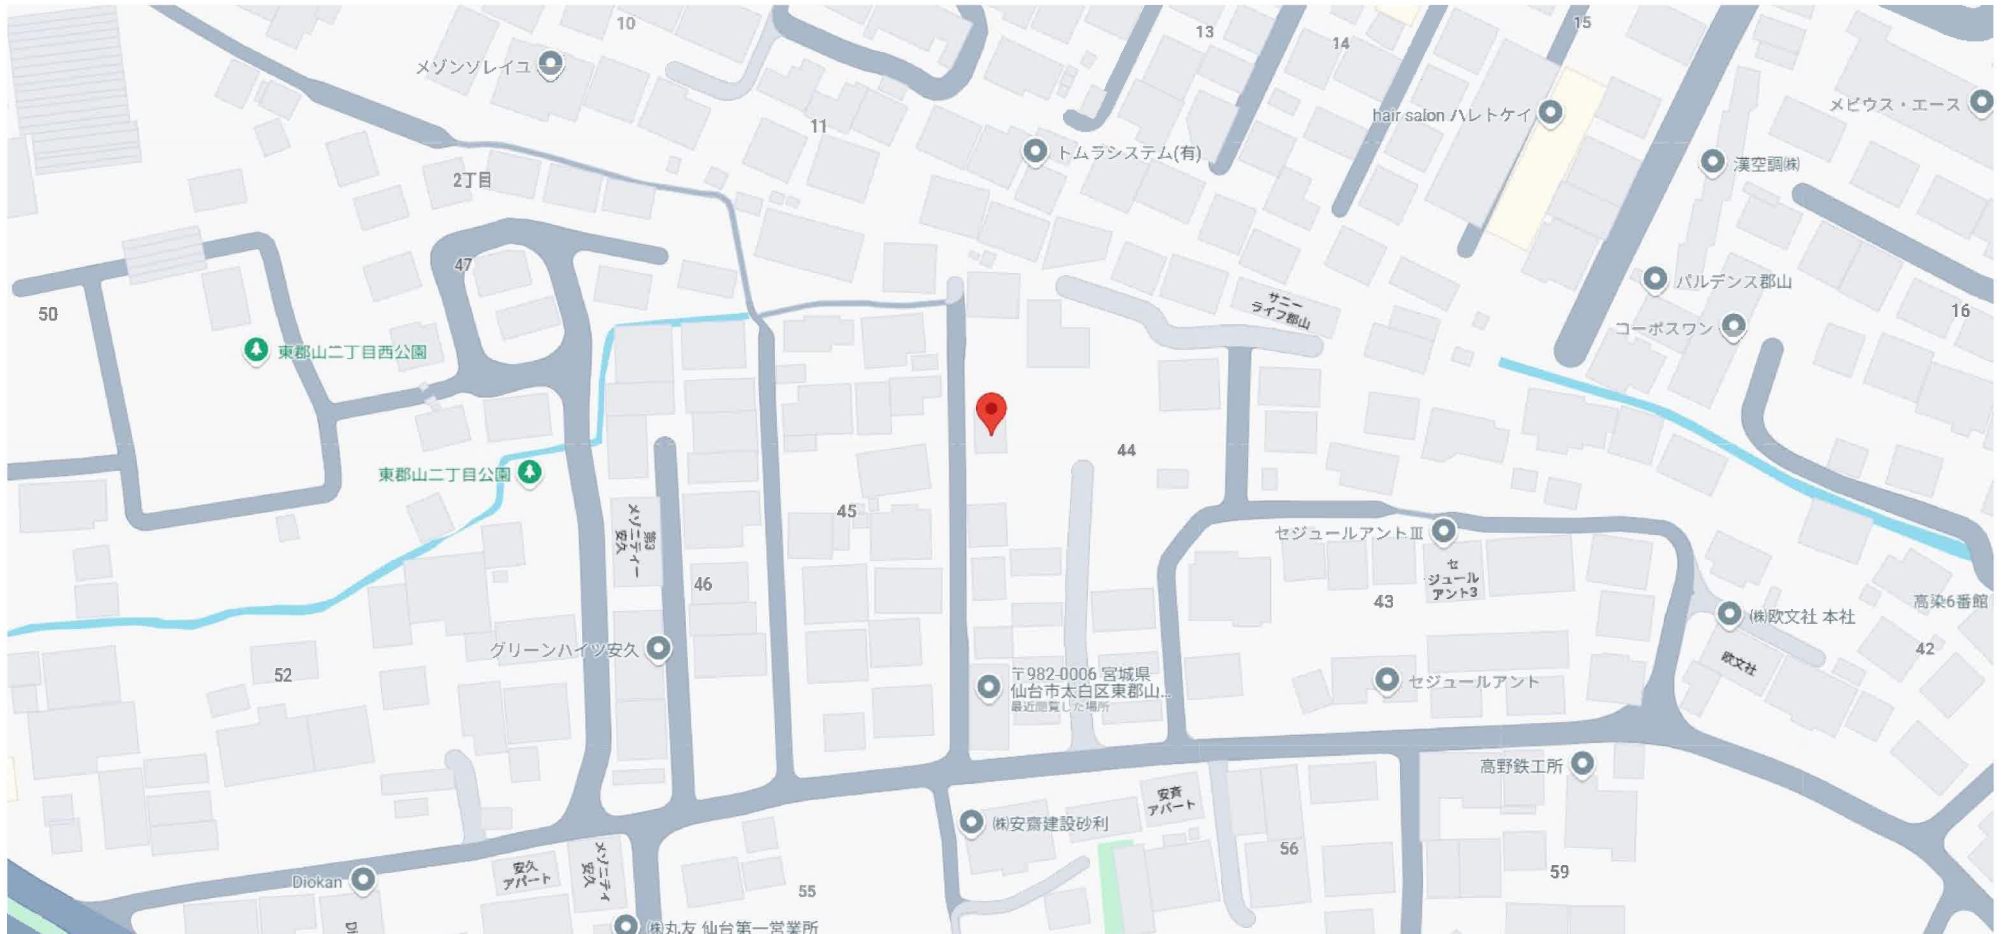 10
13
14
15
メゾンソレイユ
hair salon ハレトケイ
メビウス・エース
11
トムラシステム(有)
漢空調㈱
2丁目
47
パルデンス郡山
50
サニー
ライフ郡山
16
コーポスワン
東郡山二丁目西公園
44
東郡山二丁目公園
45
第3
メゾニティー
安久
セジュールアントⅢ
46
セ
ジュール
アント3
43
高染6番館
㈱欧文社 本社
グリーンハイツ安久
42
52
欧文社
〒982-0006 宮城県
仙台市太白区東郡山...
最近閲覧した場所
セジュールアント
高野鉄工所
安斉
アパート
㈱安齋建設砂利
56
59
安久
アパート
メゾニティ
安久
Diokan
55
Di
㈱丸友 仙台第一営業所